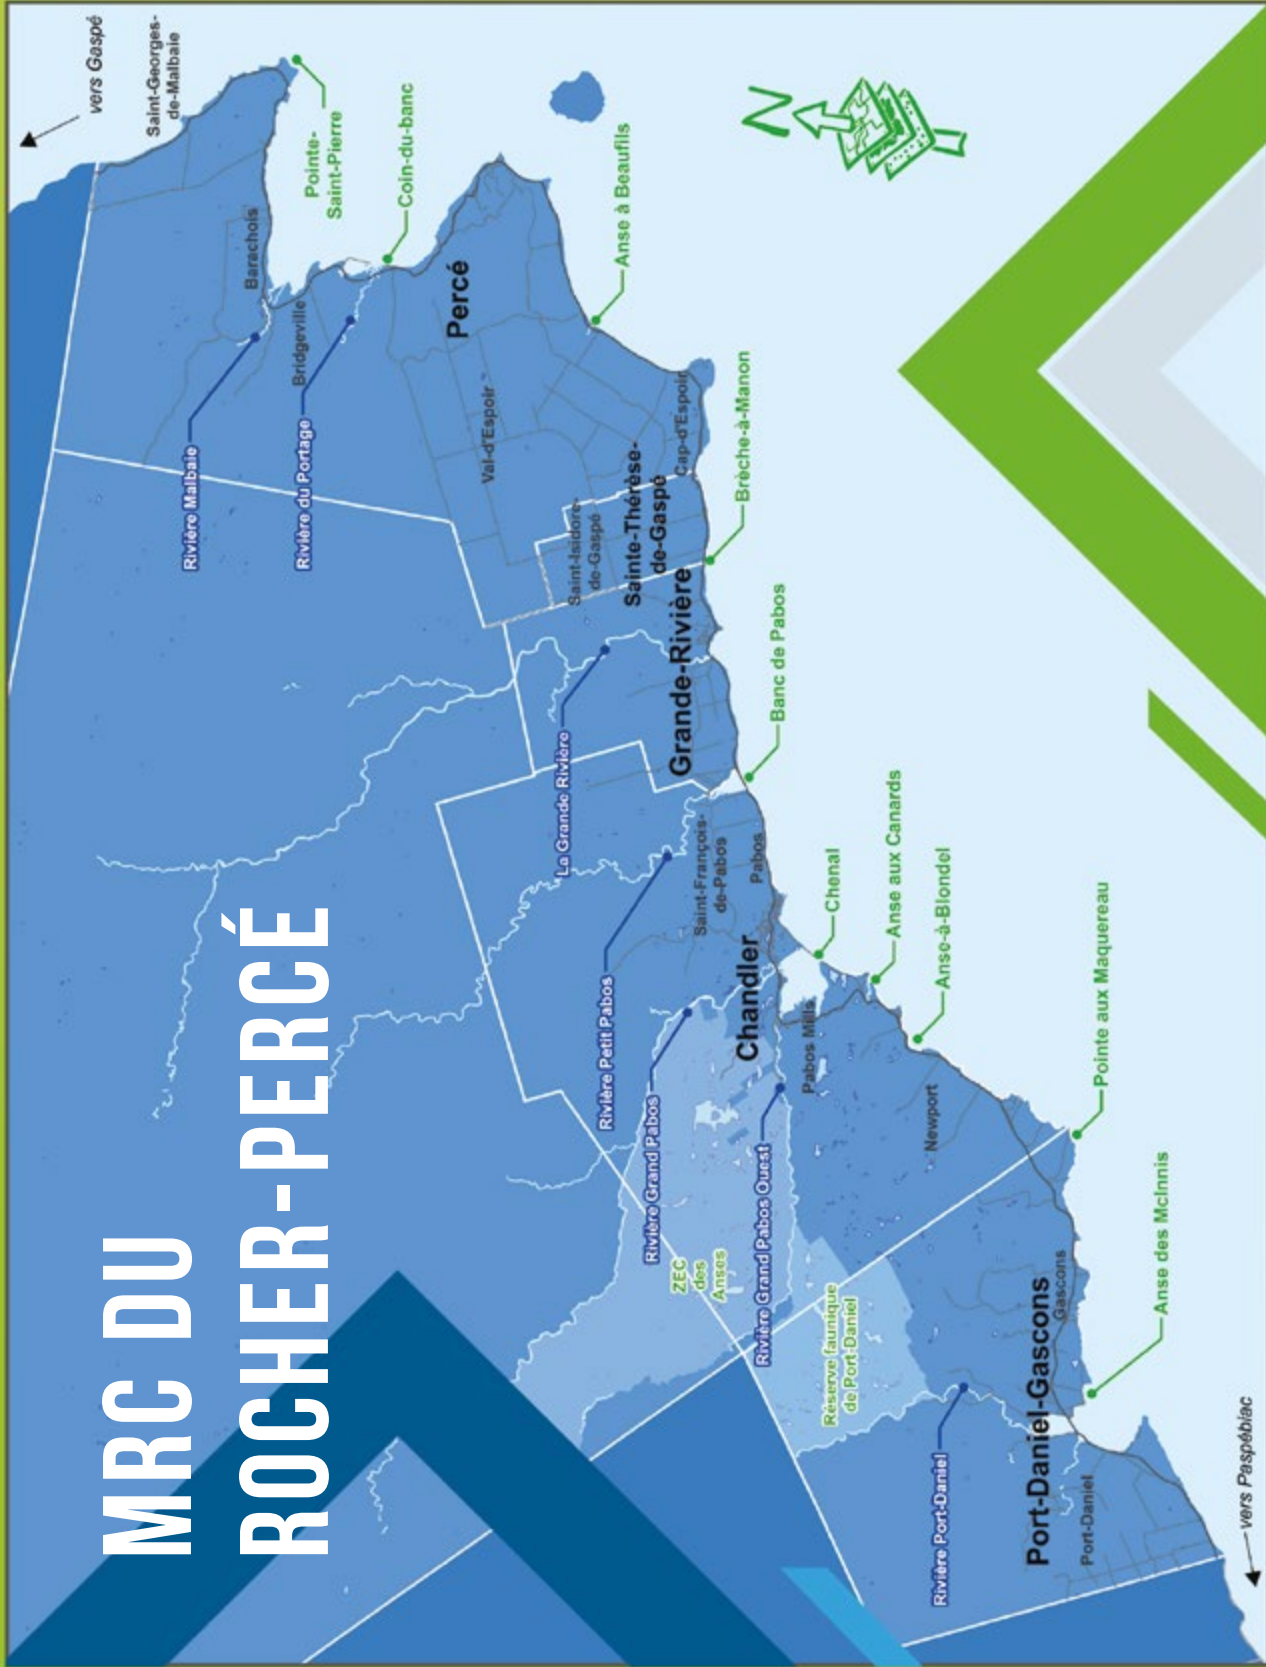 MRC DU
ROCHER-PERCÉ
vers Gaspé
Saint-Georges-
de-Malbaie
Pointe-
Saint-Pierre
Barachois
Coin-du-banc
Rivière Malbaie
Bridgeville
Rivière du Portage
Percé
Anse à Beaufils
Val-d'Espoir
Cap-d'Espoir
Saint-Isidore-
de-Gaspé
Sainte-Thérèse-
de-Gaspé
Brèche-à-Manon
Grande-Rivière
La Grande Rivière
Banc de Pabos
Saint-François-
de-Pabos
Pabos
Rivière Petit Pabos
Chandler
Chenal
Anse aux Canards
Anse-à-Blondel
Pabos Mills
Rivière Grand Pabos
Rivière Grand Pabos Ouest
Newport
Pointe aux Maquereau
ZEC
des
Anses
Réserve faunique
de Port-Daniel
Gascons
Port-Daniel-Gascons
Anse des McInnis
Rivière Port-Daniel
Port-Daniel
vers Paspébiac
N